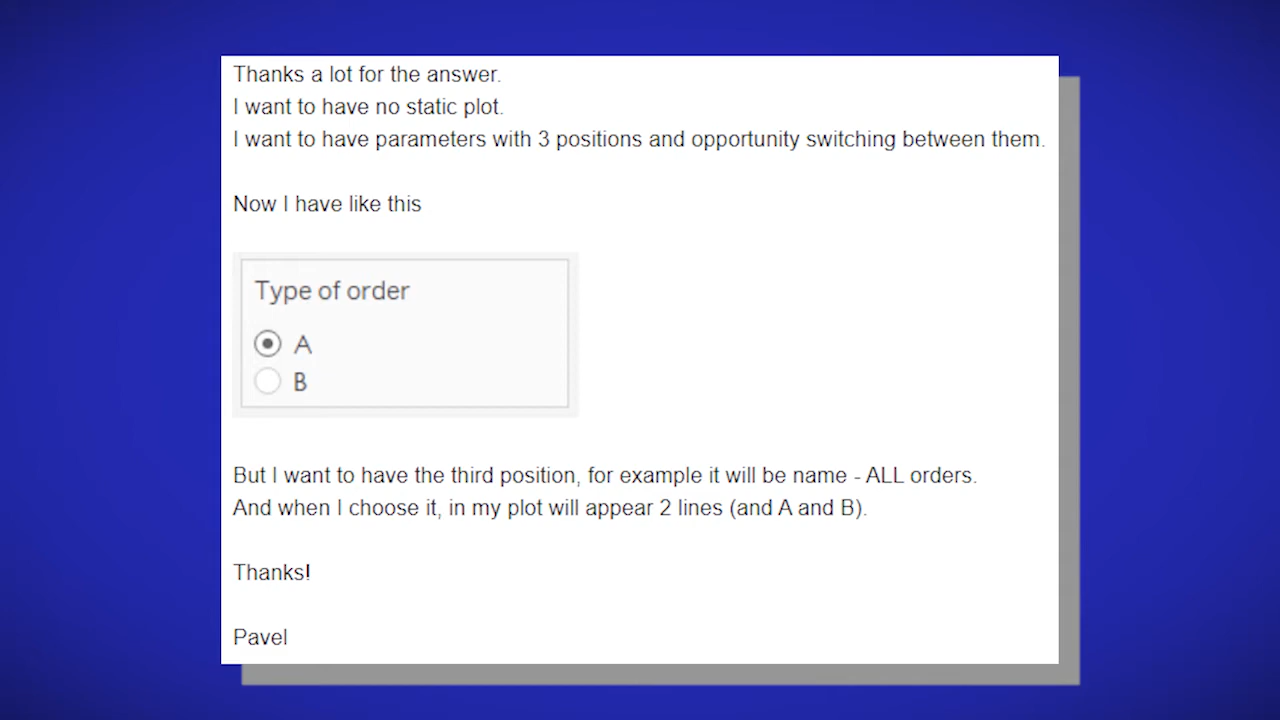 Thanks a lot for the answer.
I want to have no static plot.
I want to have parameters with 3 positions and opportunity switching between them.
Now I have like this
Type of order
A
B
But I want to have the third position, for example it will be name - ALL orders.
And when I choose it, in my plot will appear 2 lines (and A and B).
Thanks!
Pavel